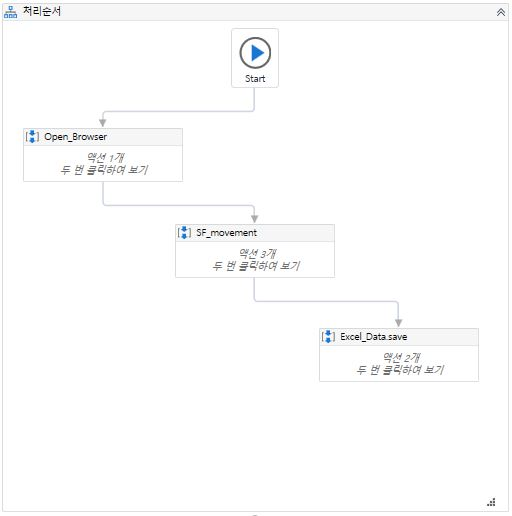 처리순서
Start
Open_Browser
액션 1개
두 번 클릭하여 보기
SF_movement
액션 3개
두 번 클릭하여 보기
Excel_Data.save
액션 2개
두 번 클릭하여 보기